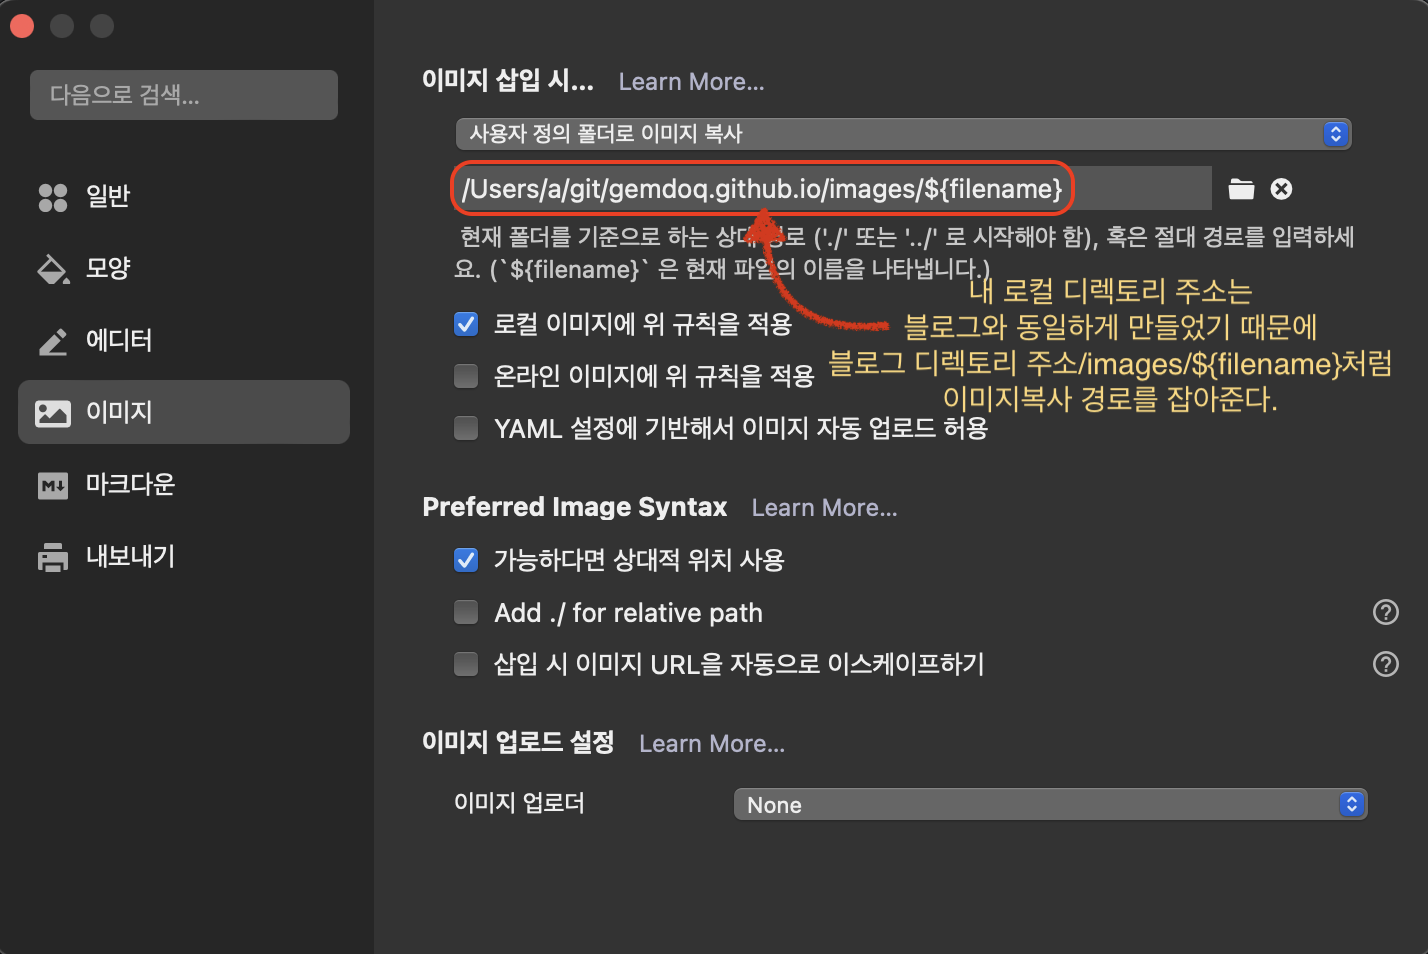 다음으로 검색...
일반
모양
에디터
이미지
마크다운
내보내기
이미지 삽입 시... Learn More...
사용자 정의 폴더로 이미지 복사
/Users/a/git/gemdoq.github.io/images/${filename}
현재 폴더를 기준으로 하는 상대 경로 ('./' 또는 '../' 로 시작해야 함), 혹은 절대 경로를 입력하세
요. (`${filename}` 은 현재 파일의 이름을 나타냅니다.)
내 로컬 디렉토리 주소는
블로그와 동일하게 만들었기 때문에
블로그 디렉토리 주소/images/${filename}처럼
이미지복사 경로를 잡아준다.
로컬 이미지에 위 규칙을 적용
온라인 이미지에 위 규칙을 적용
YAML 설정에 기반해서 이미지 자동 업로드 허용
Preferred Image Syntax Learn More...
가능하다면 상대적 위치 사용
Add ./ for relative path
삽입 시 이미지 URL을 자동으로 이스케이프하기
이미지 업로드 설정 Learn More...
이미지 업로더 None